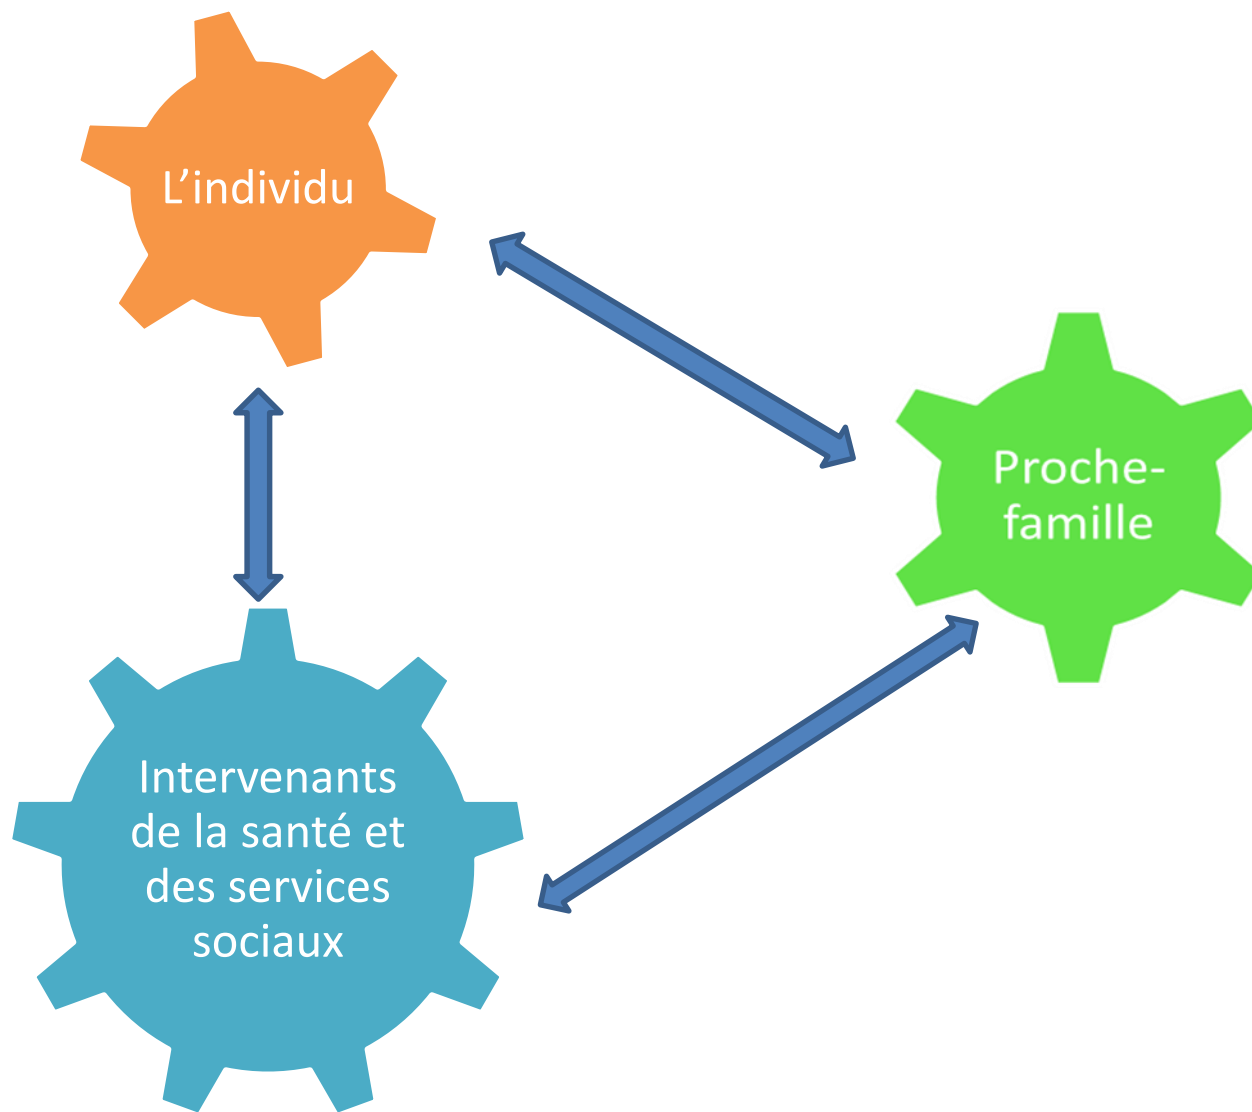 L’individu
Proche-
famille
Intervenants
de la santé et
des services
sociaux